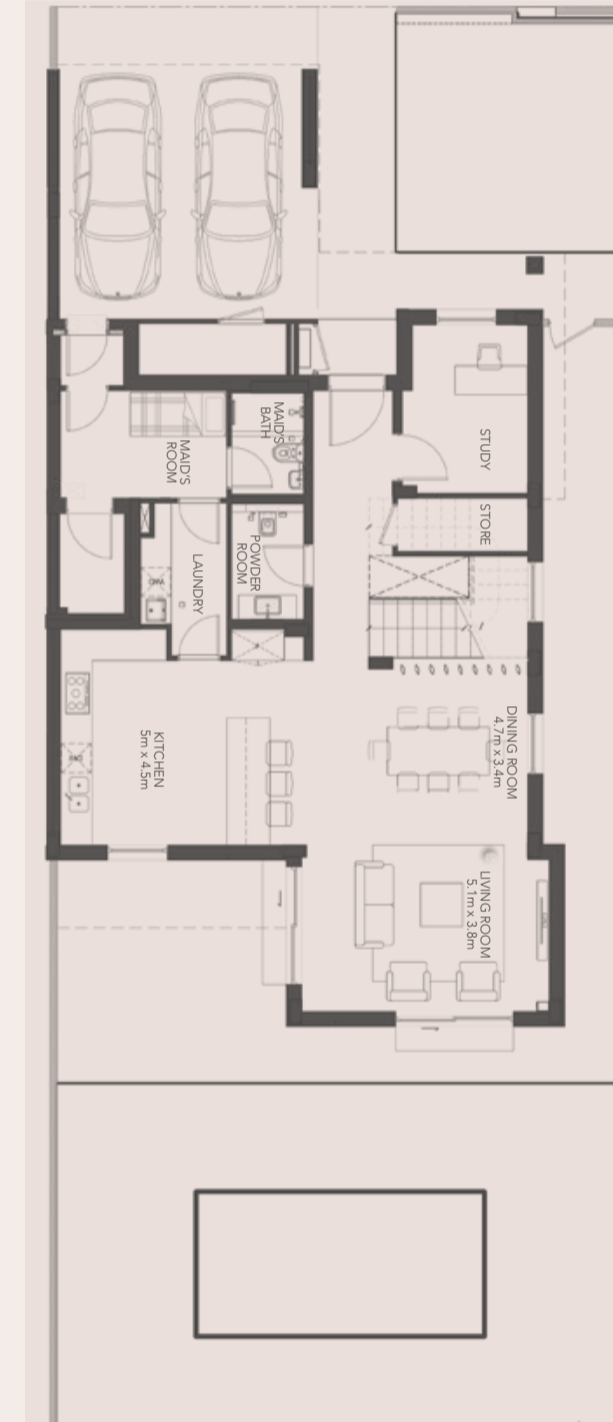 MAID'S
BATH
STUDY
MAID'S
ROOM
STORE
POWDER
ROOM
LAUNDRY
DINING ROOM
4.7m x 3.4m
KITCHEN
5m x 4.5m
LIVING ROOM
5.1m x 3.8m